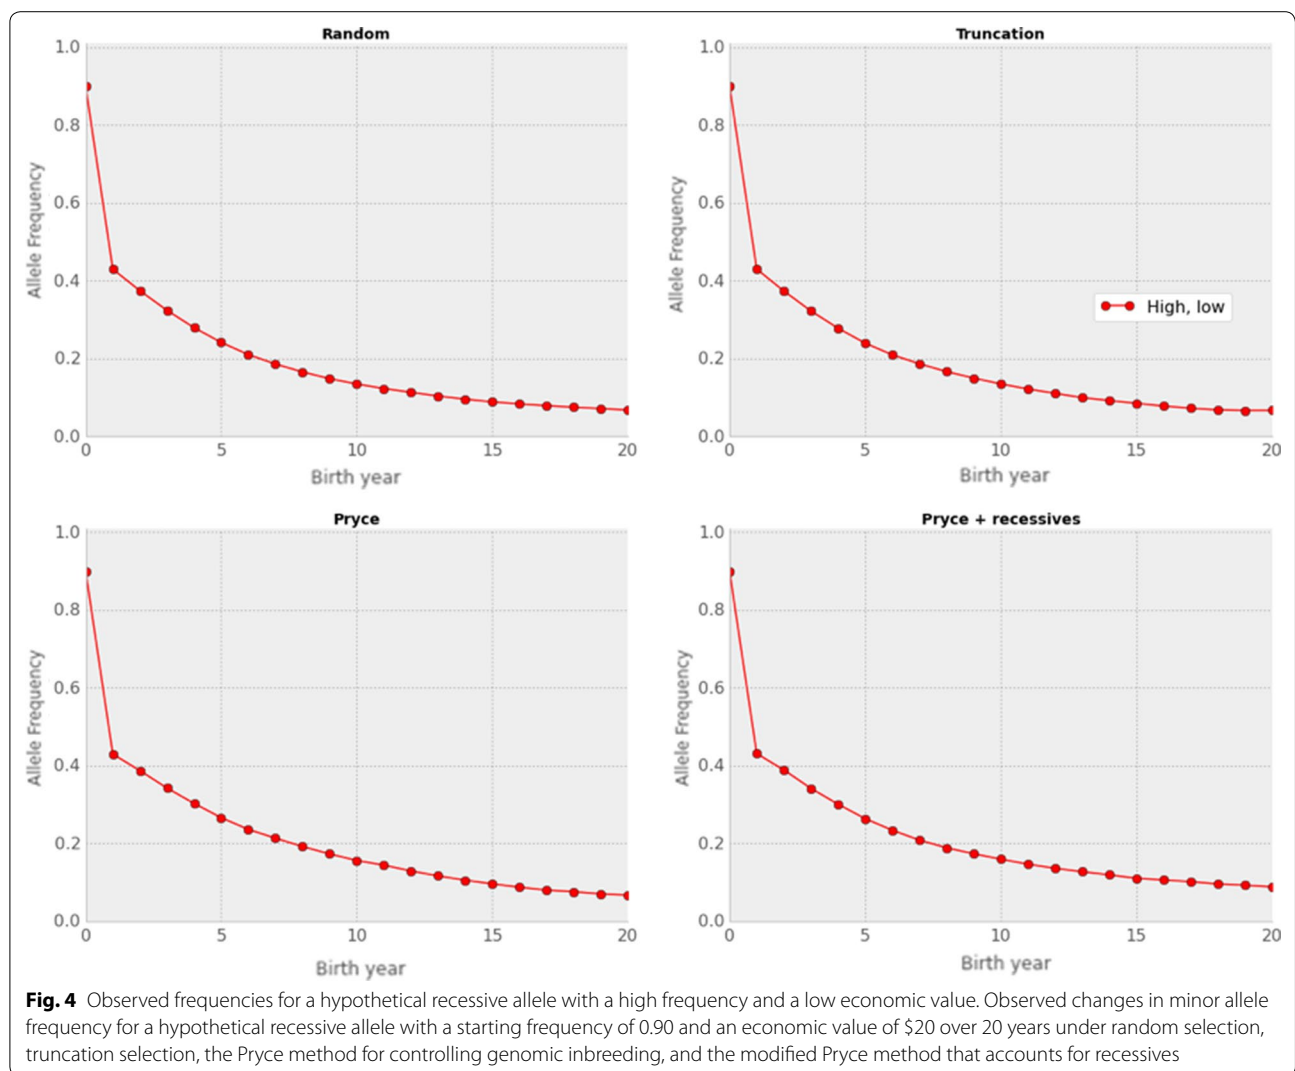 Random
1.0
0.8
0.6
0.4
0.2
0.0
Allele Frequency
0 5 10 15 20
Birth year
Truncation
1.0
0.8
0.6
0.4
0.2
0.0
Allele Frequency
High, low
0 5 10 15 20
Birth year
Pryce
1.0
0.8
0.6
0.4
0.2
0.0
Allele Frequency
0 5 10 15 20
Birth year
Pryce + recessives
1.0
0.8
0.6
0.4
0.2
0.0
Allele Frequency
0 5 10 15 20
Birth year
Fig. 4 Observed frequencies for a hypothetical recessive allele with a high frequency and a low economic value. Observed changes in minor allele
frequency for a hypothetical recessive allele with a starting frequency of 0.90 and an economic value of $20 over 20 years under random selection,
truncation selection, the Pryce method for controlling genomic inbreeding, and the modified Pryce method that accounts for recessives